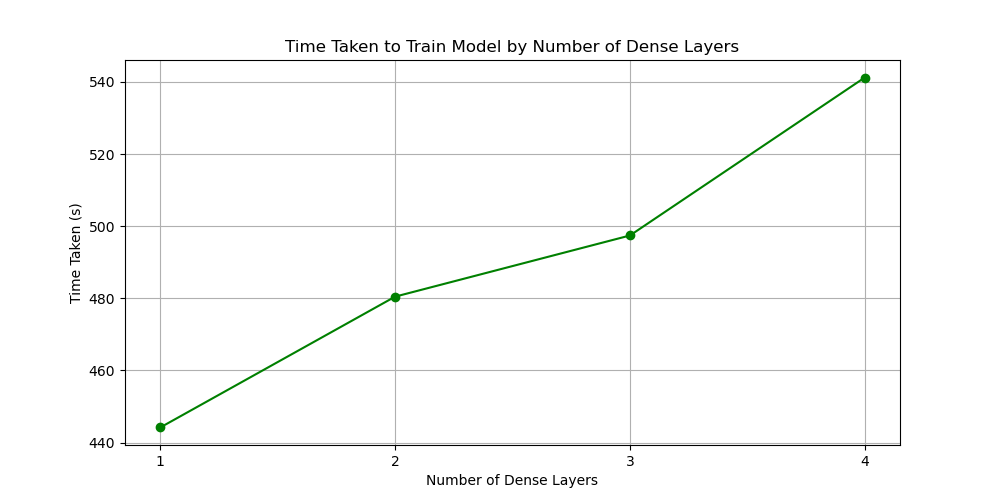 Time Taken to Train Model by Number of Dense Layers
Time Taken (s)
540
520
500
480
460
440
1 2 3 4
Number of Dense Layers